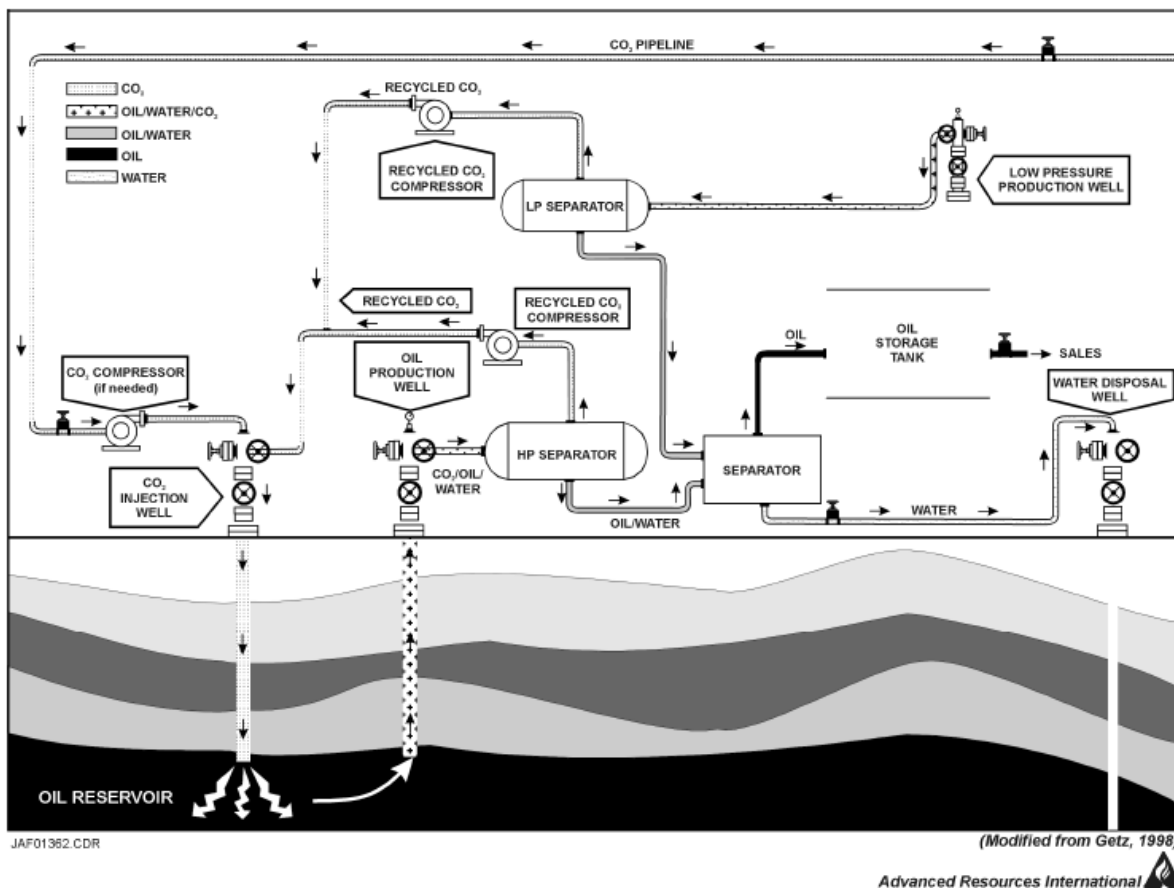 CO₂ PIPELINE
CO₂
OIL/WATER/CO₂
OIL/WATER
OIL
WATER
RECYCLED CO₂
RECYCLED CO₂
COMPRESSOR
LP SEPARATOR
LOW PRESSURE
PRODUCTION WELL
RECYCLED CO₂
RECYCLED CO₂
COMPRESSOR
OIL
PRODUCTION
WELL
OIL
OIL
STORAGE
TANK
SALES
CO₂ COMPRESSOR
(if needed)
WATER DISPOSAL
WELL
HP SEPARATOR
SEPARATOR
CO₂
INJECTION
WELL
CO₂/OIL/
WATER
OIL/WATER
WATER
OIL RESERVOIR
JAF01362.CDR
(Modified from Getz, 1998)
Advanced Resources International